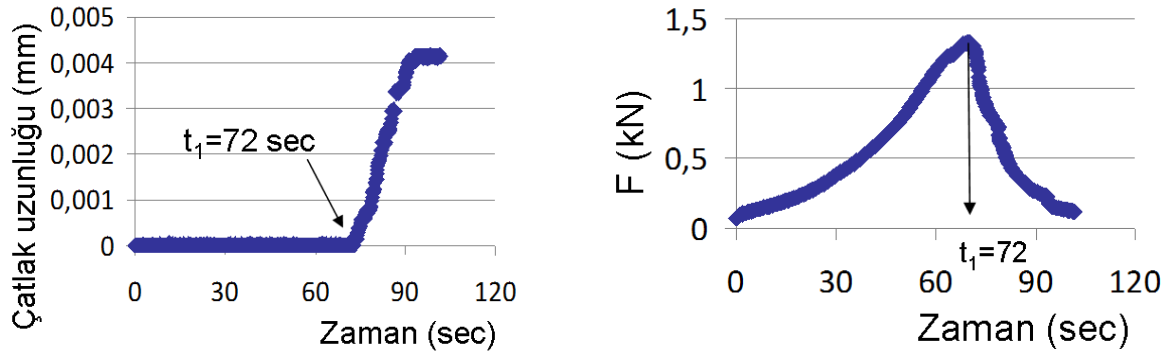 Çatlak uzunluğu (mm)
0,005
0,004
0,003
0,002
0,001
0
t1=72 sec
0 30 60 90 120
Zaman (sec)
F (kN)
1,5
1
0,5
0
t1=72
0 30 60 90 120
Zaman (sec)